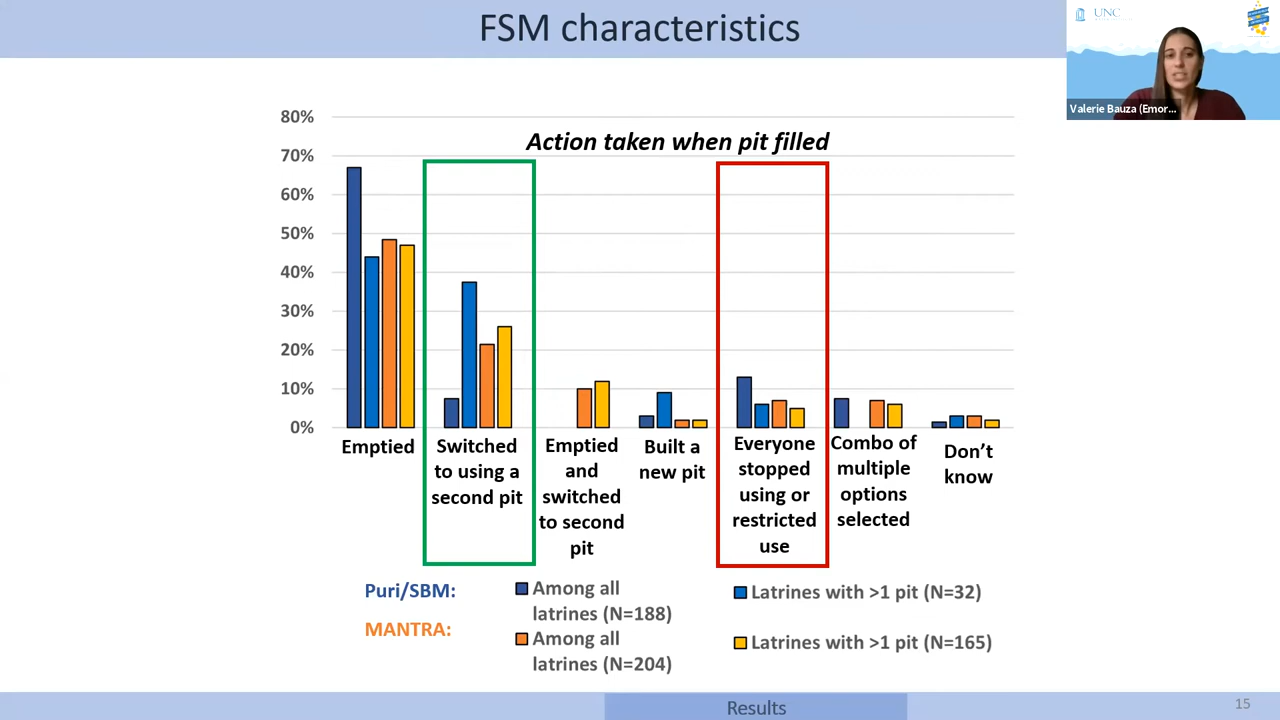 FSM characteristics
UNC
Valerie Bauza (Emor...
Action taken when pit filled
80%
70%
60%
50%
40%
30%
20%
10%
0%
Emptied
Switched
to using a
second pit
Emptied
and
switched
to second
pit
Built a
new pit
Everyone
stopped
using or
restricted
use
Combo of
multiple
options
selected
Don't
know
Puri/SBM:
Among all
latrines (N=188)
Latrines with >1 pit (N=32)
MANTRA:
Among all
latrines (N=204)
Latrines with >1 pit (N=165)
Results
15